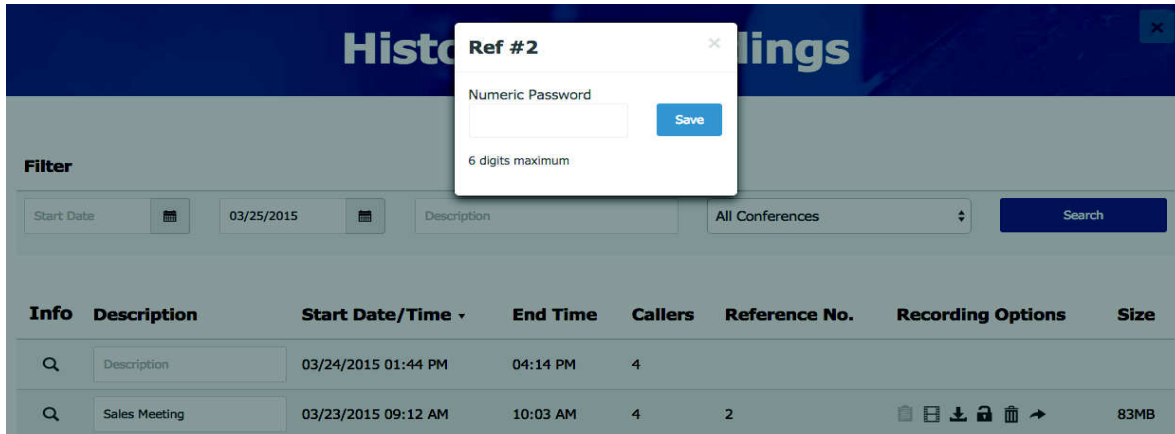 Histo
lings
Ref #2
Numeric Password
Save
6 digits maximum
Filter
Start Date 03/25/2015 Description All Conferences Search
Info Description Start Date/Time End Time Callers Reference No. Recording Options Size
Description 03/24/2015 01:44 PM 04:14 PM 4
Sales Meeting 03/23/2015 09:12 AM 10:03 AM 4 2 83MB